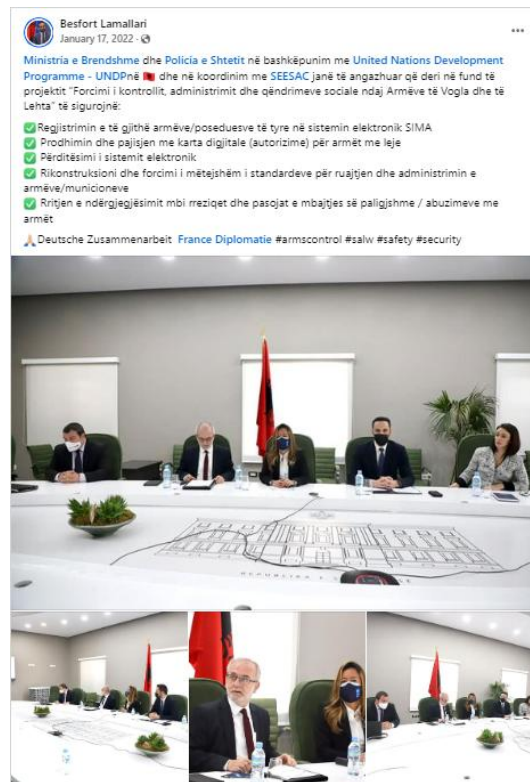 Besfort Lamallari
January 17, 2022 ·
Ministria e Brendshme dhe Policia e Shtetit në bashkëpunim me United Nations Development
Programme - UNDPnë 🇦🇱 dhe në koordinim me SEESAC janë të angazhuar që deri në fund të
projektit "Forcimi i kontrollit, administrimit dhe qëndrimeve sociale ndaj Armëve të Vogla dhe të
Lehta" të sigurojnë:
✅Regjistrimin e të gjithë armëve/poseduesve të tyre në sistemin elektronik SIMA
✅ Prodhimin dhe pajisjen me karta digjitale (autorizime) për armët me leje
✅ Përditësimi i sistemit elektronik
✅ Rikonstruksioni dhe forcimi i mëtejshëm i standardeve për ruajtjen dhe administrimin e
armëve/municioneve
✅ Rritjen e ndërgjegjësimit mbi rreziqet dhe pasojat e mbajtjes së paligjshme / abuzimeve me
armët
🙏Deutsche Zusammenarbeit France Diplomatie #armscontrol #salw #safety #security